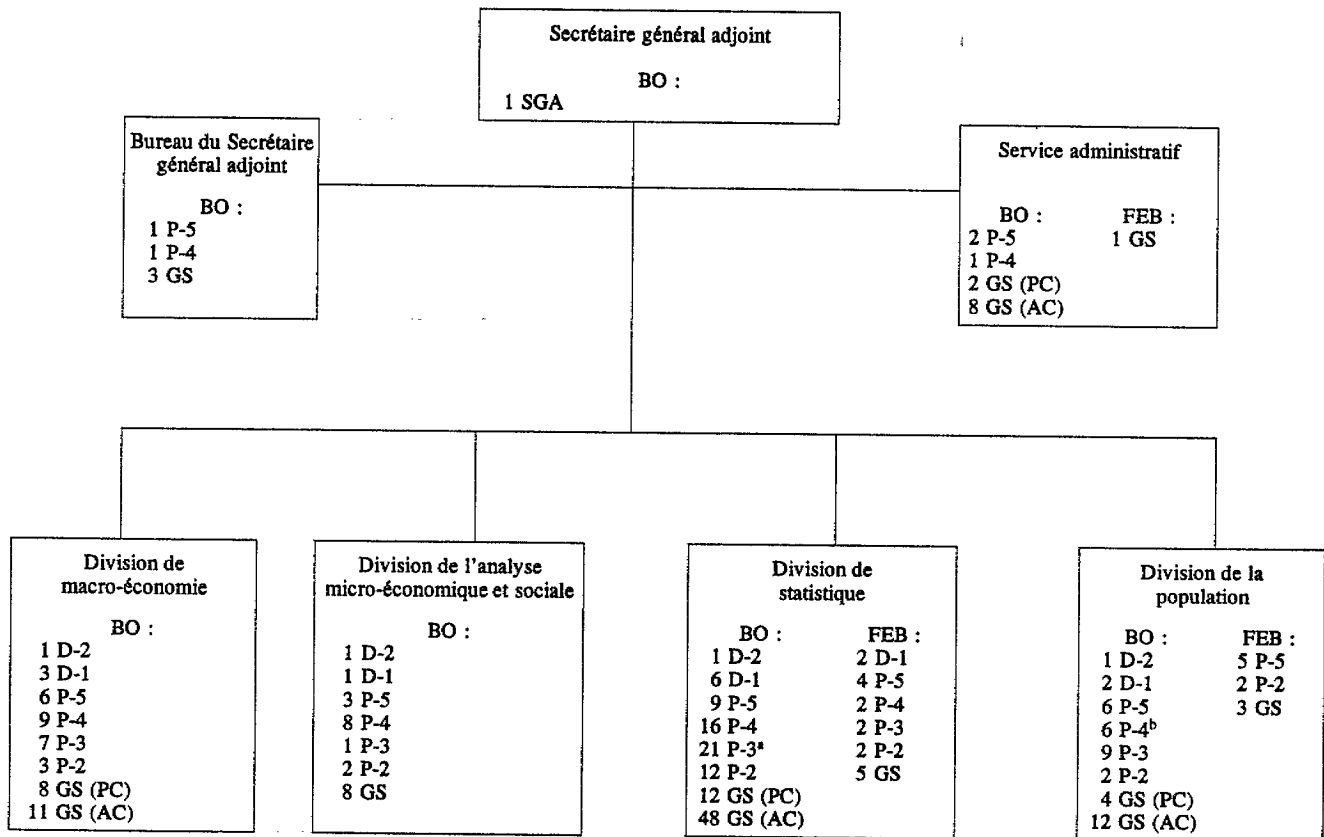 Secrétaire général adjoint
BO :
1 SGA
Bureau du Secrétaire
général adjoint
BO :
1 P-5
1 P-4
3 GS
Service administratif
BO : FEB :
2 P-5 1 GS
1 P-4
2 GS (PC)
8 GS (AC)
Division de
macro-économie
BO :
1 D-2
3 D-1
6 P-5
9 P-4
7 P-3
3 P-2
8 GS (PC)
11 GS (AC)
Division de l'analyse
micro-économique et sociale
BO :
1 D-2
1 D-1
3 P-5
8 P-4
1 P-3
2 P-2
8 GS
Division de
statistique
BO : FEB :
1 D-2 2 D-1
6 D-1 4 P-5
9 P-5 2 P-4
16 P-4 2 P-3
21 P-3ª 2 P-2
12 P-2 5 GS
12 GS (PC)
48 GS (AC)
Division de la
population
BO : FEB :
1 D-2 5 P-5
2 D-1 2 P-2
6 P-5 3 GS
6 P-4ᵇ
9 P-3
2 P-2
4 GS (PC)
12 GS (AC)